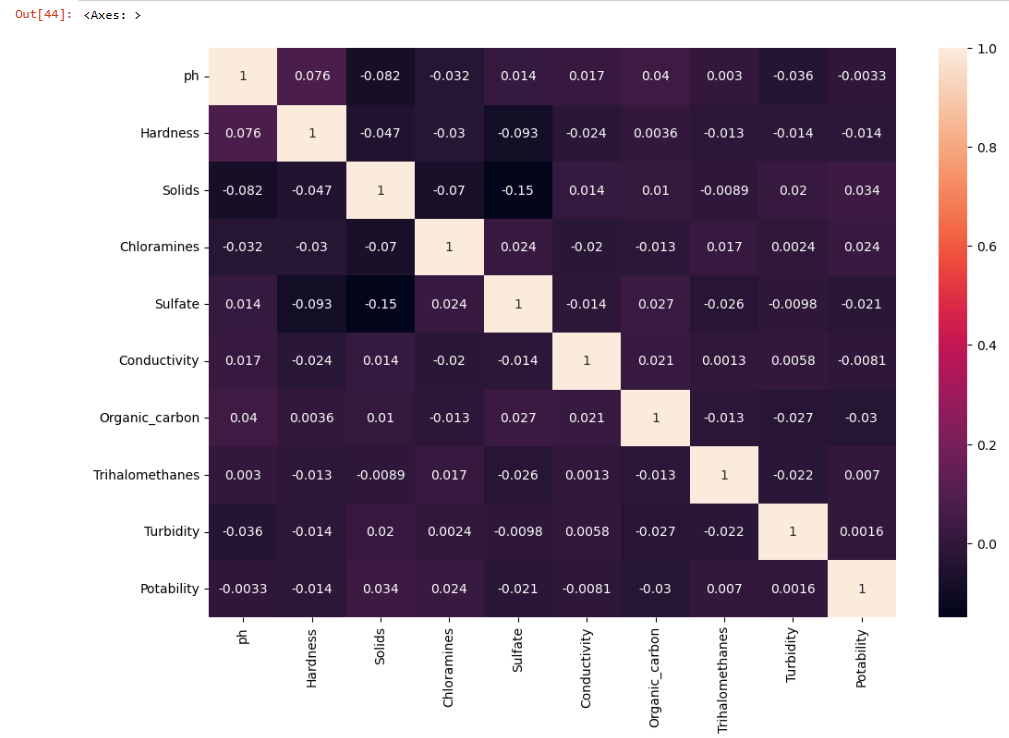 Out[44]: <Axes: >
ph 1 0.076 -0.082 -0.032 0.014 0.017 0.04 0.003 -0.036 -0.0033
Hardness 0.076 1 -0.047 -0.03 -0.093 -0.024 0.0036 -0.013 -0.014 -0.014
Solids -0.082 -0.047 1 -0.07 -0.15 0.014 0.01 -0.0089 0.02 0.034
Chloramines -0.032 -0.03 -0.07 1 0.024 -0.02 -0.013 0.017 0.0024 0.024
Sulfate 0.014 -0.093 -0.15 0.024 1 -0.014 0.027 -0.026 -0.0098 -0.021
Conductivity 0.017 -0.024 0.014 -0.02 -0.014 1 0.021 0.0013 0.0058 -0.0081
Organic_carbon 0.04 0.0036 0.01 -0.013 0.027 0.021 1 -0.013 -0.027 -0.03
Trihalomethanes 0.003 -0.013 -0.0089 0.017 -0.026 0.0013 -0.013 1 -0.022 0.007
Turbidity -0.036 -0.014 0.02 0.0024 -0.0098 0.0058 -0.027 -0.022 1 0.0016
Potability -0.0033 -0.014 0.034 0.024 -0.021 -0.0081 -0.03 0.007 0.0016 1
ph
Hardness
Solids
Chloramines
Sulfate
Conductivity
Organic_carbon
Trihalomethanes
Turbidity
Potability
1.0
0.8
0.6
0.4
0.2
0.0